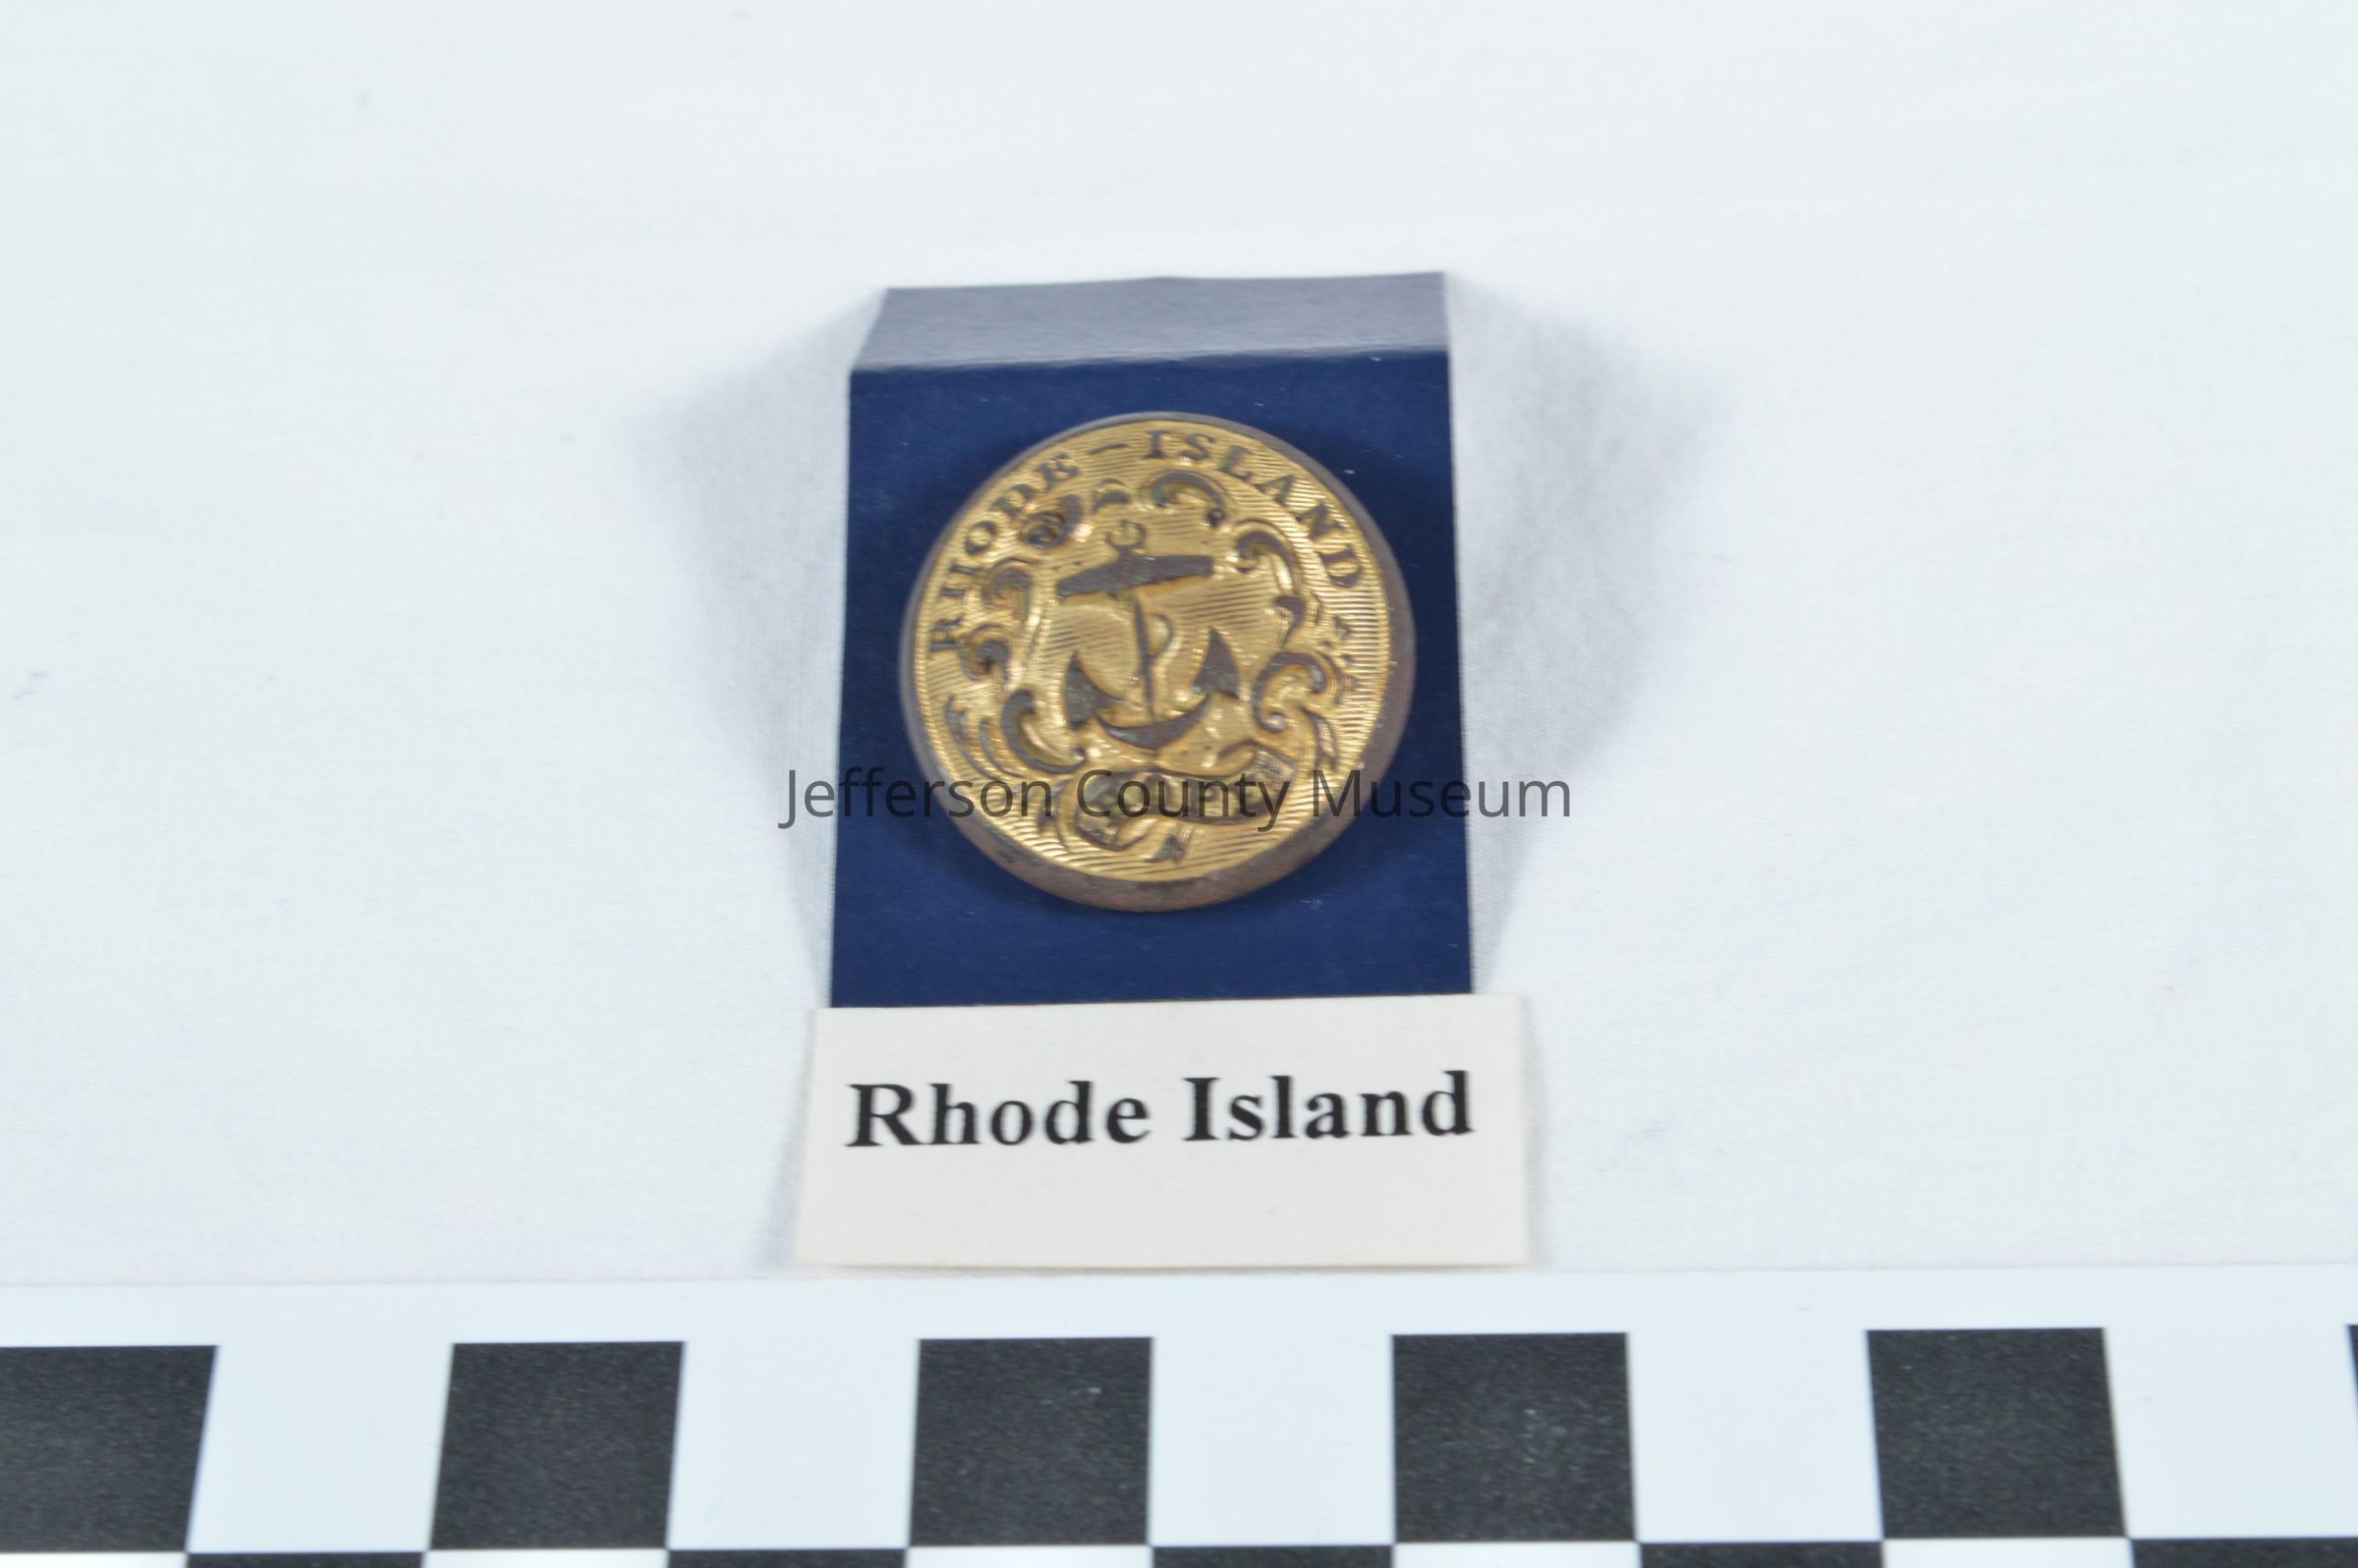 RHODE-ISLAND
Jefferson County Museum
Rhode Island